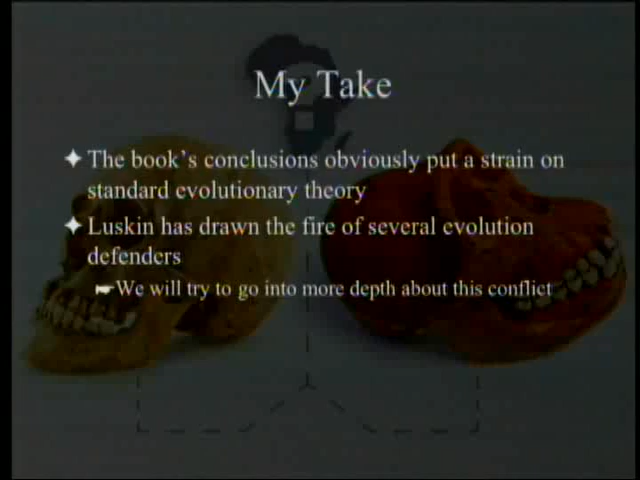 My Take
The book's conclusions obviously put a strain on
standard evolutionary theory
Luskin has drawn the fire of several evolution
defenders
We will try to go into more depth about this conflict